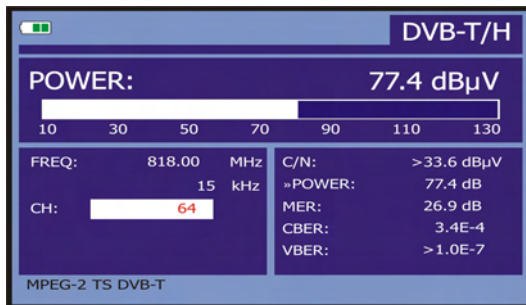 DVB-T/H
POWER: 77.4 dBµV
10 30 50 70 90 110 130
FREQ: 818.00 MHz
15 kHz
CH: 64
C/N: >33.6 dBµV
»POWER: 77.4 dB
MER: 26.9 dB
CBER: 3.4E-4
VBER: >1.0E-7
MPEG-2 TS DVB-T